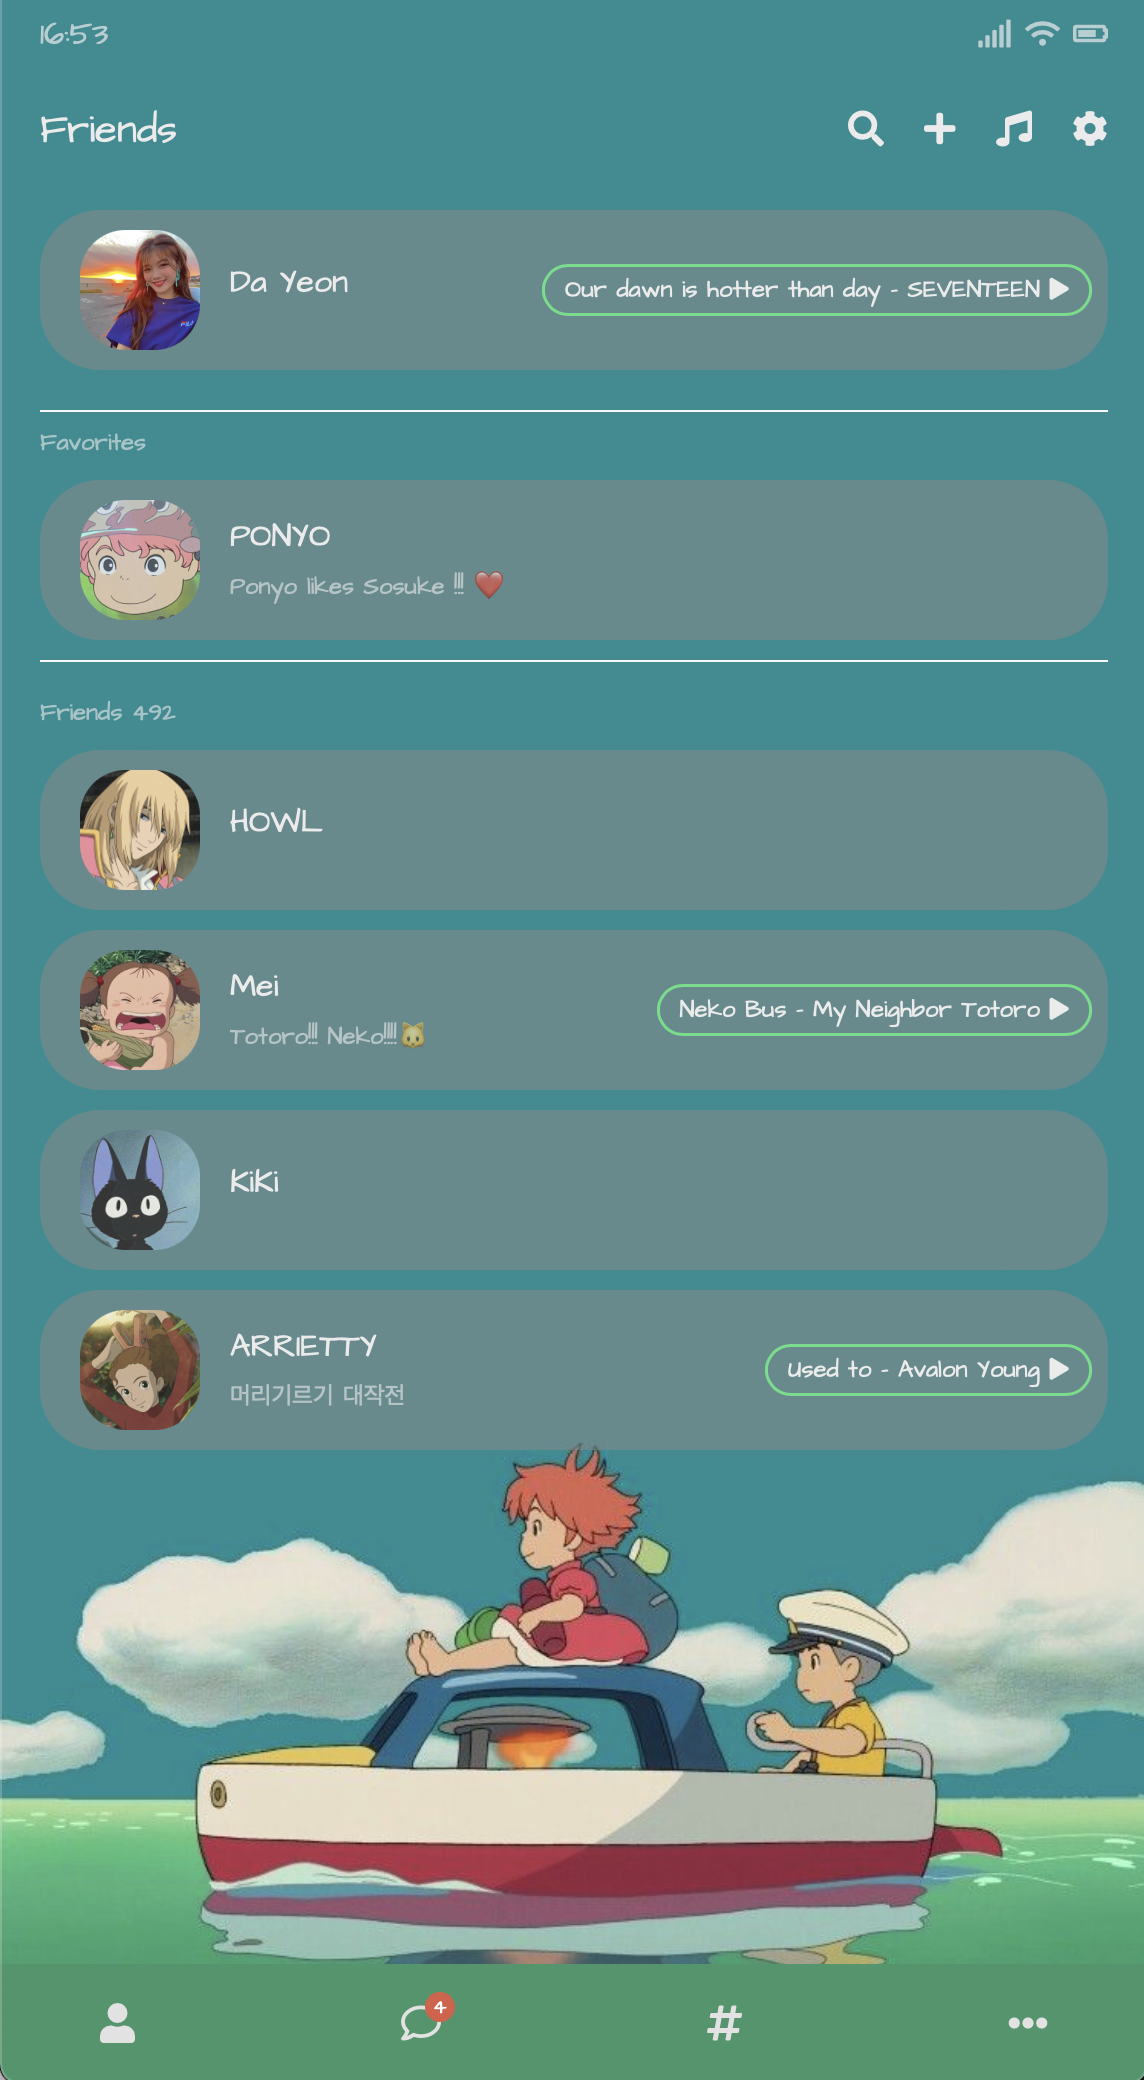 16:53
Friends
Da Yeon
Our dawn is hotter than day - SEVENTEEN
Favorites
PONYO
Ponyo likes Sosuke !!! ❤️
Friends 492
HOWL
Mei
Totoro!!! Neko!!!!🐱
Neko Bus - My Neighbor Totoro
KiKi
ARRIETTY
머리기르기 대작전
Used to - Avalon Young
4